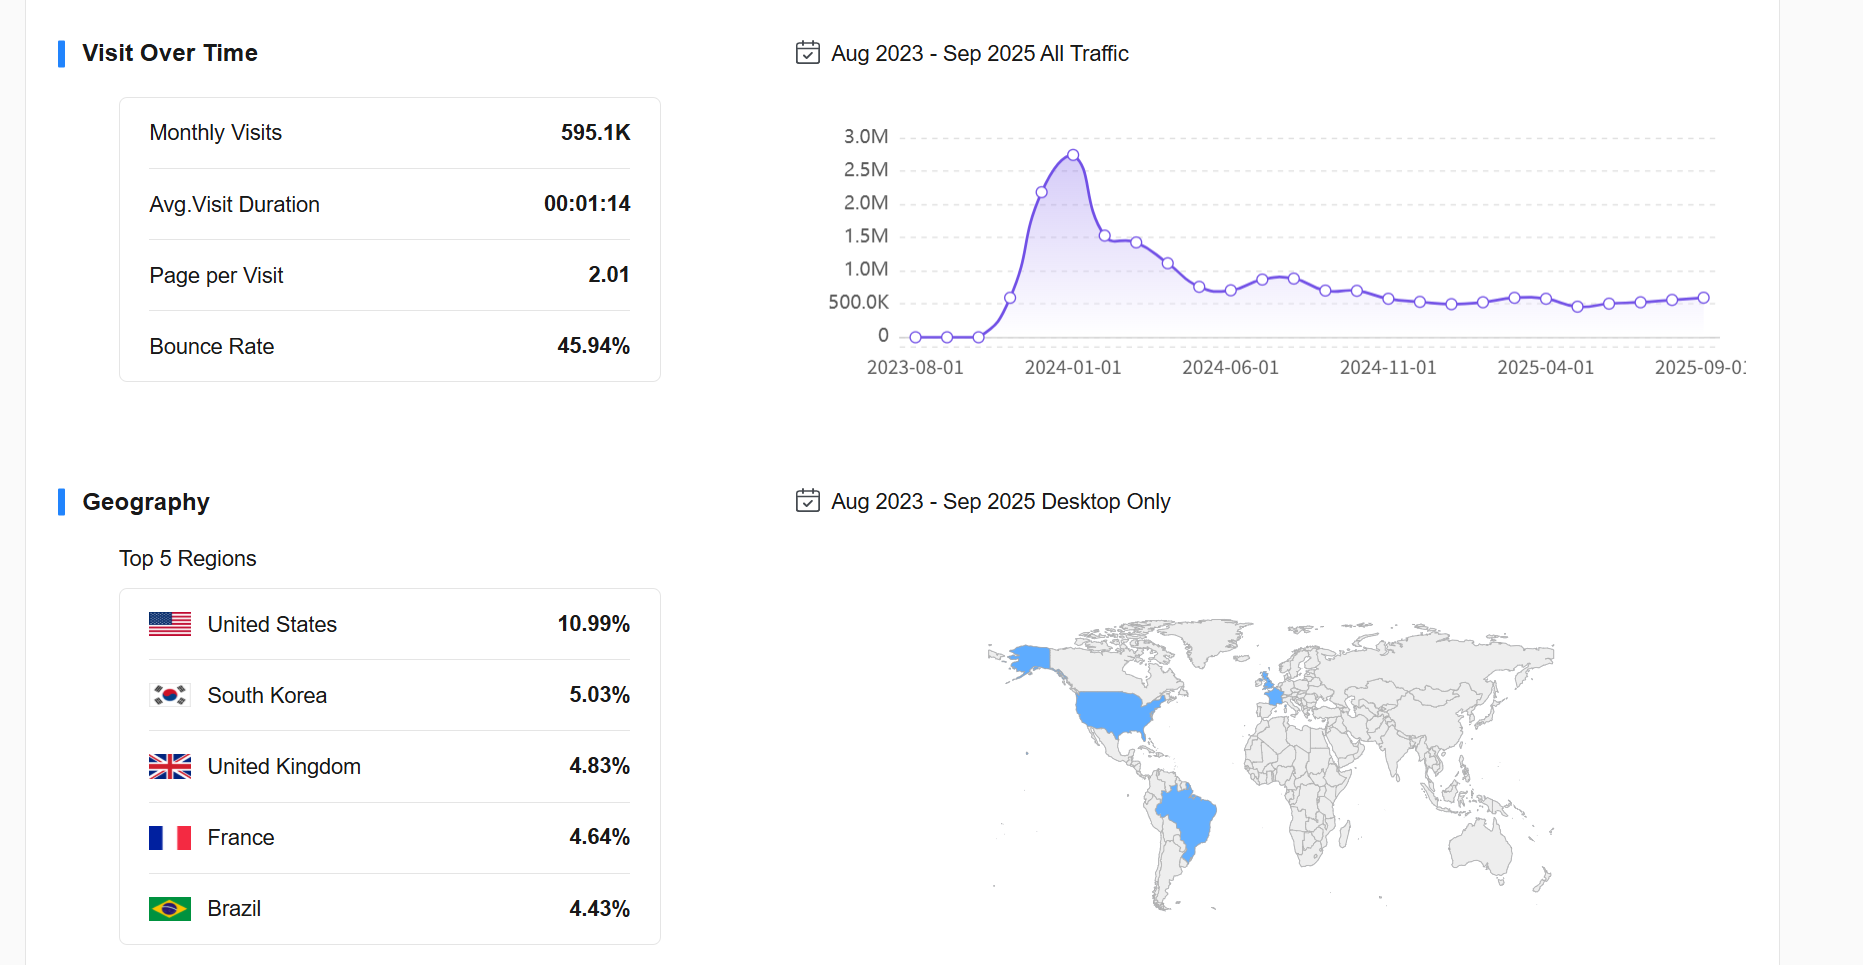 Visit Over Time
Aug 2023 - Sep 2025 All Traffic
Monthly Visits 595.1K
Avg.Visit Duration 00:01:14
Page per Visit 2.01
Bounce Rate 45.94%
3.0M
2.5M
2.0M
1.5M
1.0M
500.0K
0
2023-08-01 2024-01-01 2024-06-01 2024-11-01 2025-04-01 2025-09-0
Geography
Aug 2023 - Sep 2025 Desktop Only
Top 5 Regions
United States 10.99%
South Korea 5.03%
United Kingdom 4.83%
France 4.64%
Brazil 4.43%